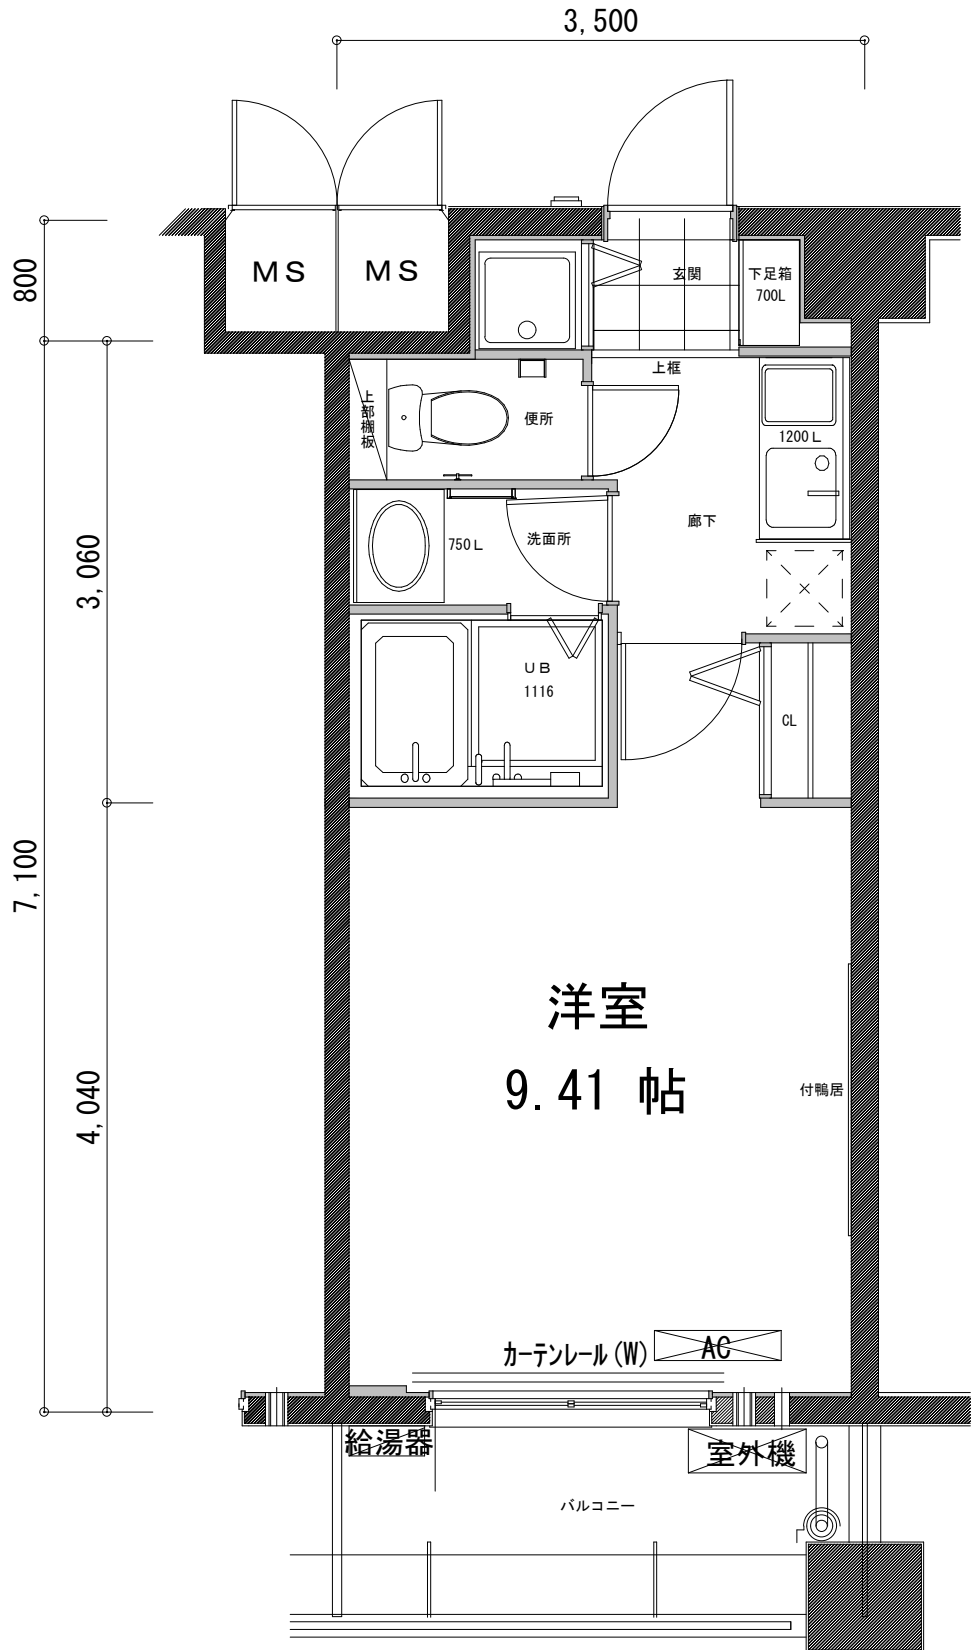 3,500
800
MS
MS
玄関
下足箱
700L
上框
上部棚板
便所
1200L
750L
洗面所
廊下
3,060
UB
1116
CL
7,100
洋室
9.41 帖
付鴨居
4,040
カーテンレール(W)
AC
給湯器
室外機
バルコニー